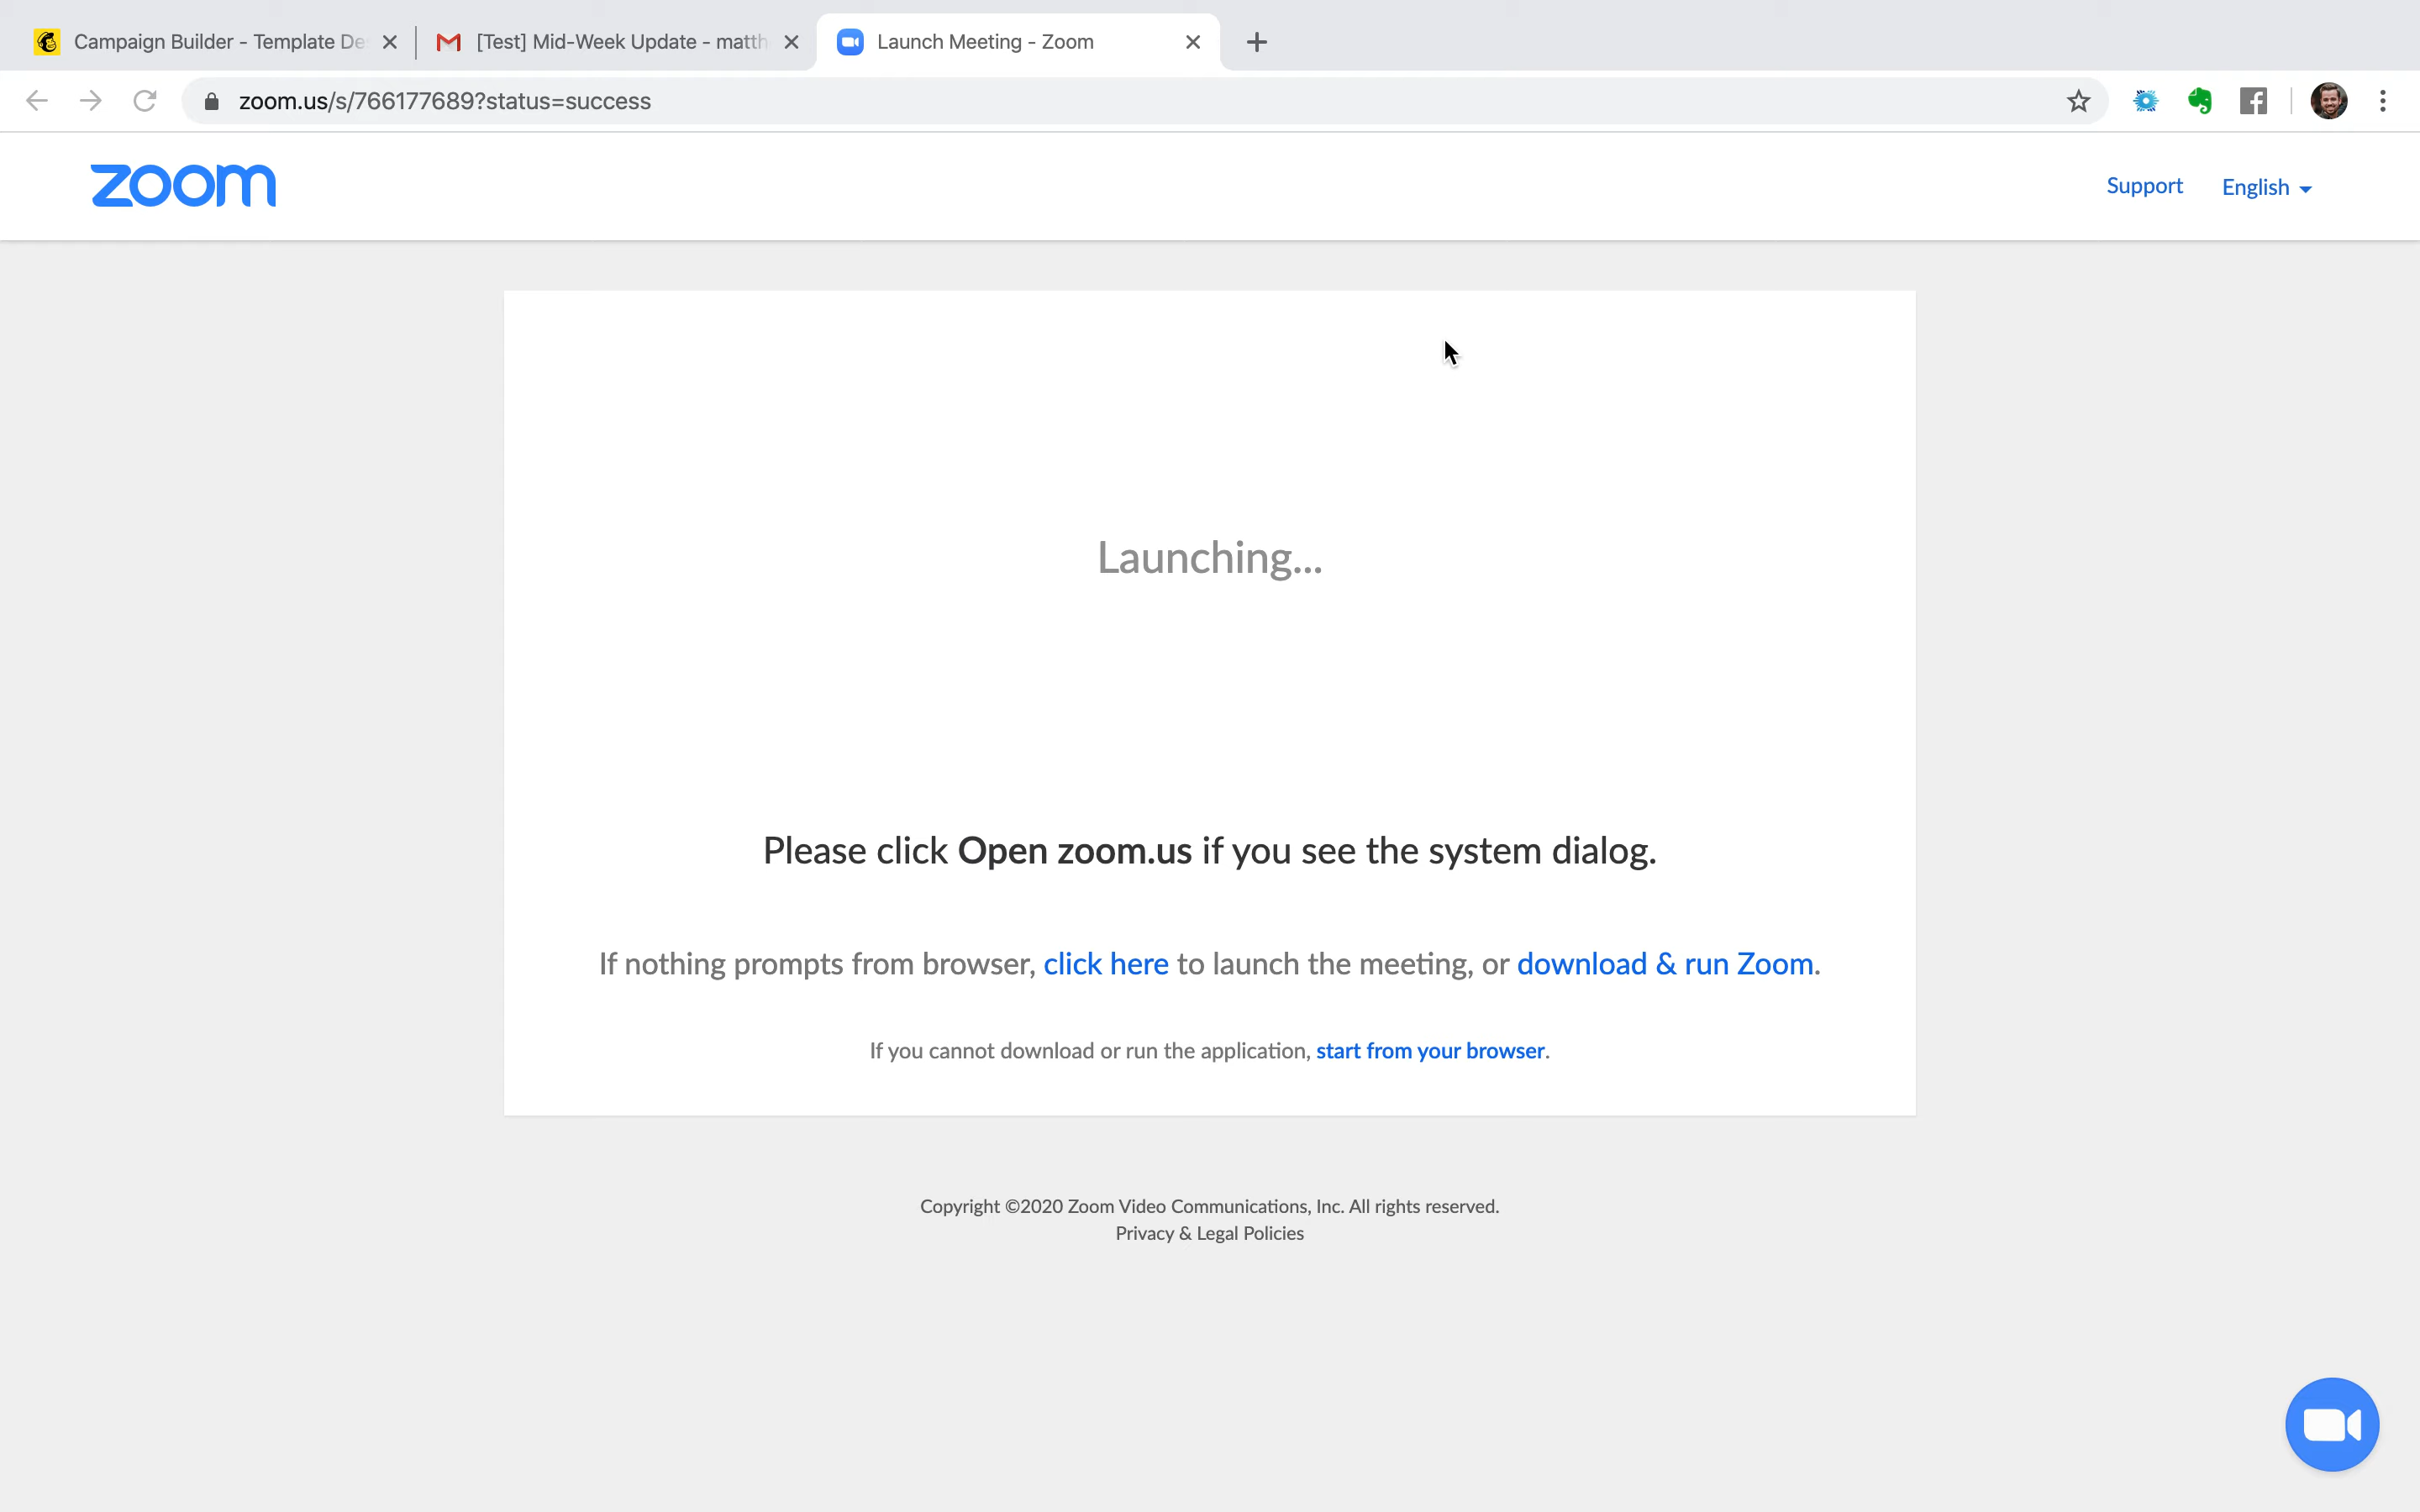 Campaign Builder - Template De
[Test] Mid-Week Update - matth
Launch Meeting - Zoom
zoom.us/s/766177689?status=success
zoom
Support
English
Launching...
Please click Open zoom.us if you see the system dialog.
If nothing prompts from browser, click here to launch the meeting, or download & run Zoom.
If you cannot download or run the application, start from your browser.
Copyright ©2020 Zoom Video Communications, Inc. All rights reserved.
Privacy & Legal Policies